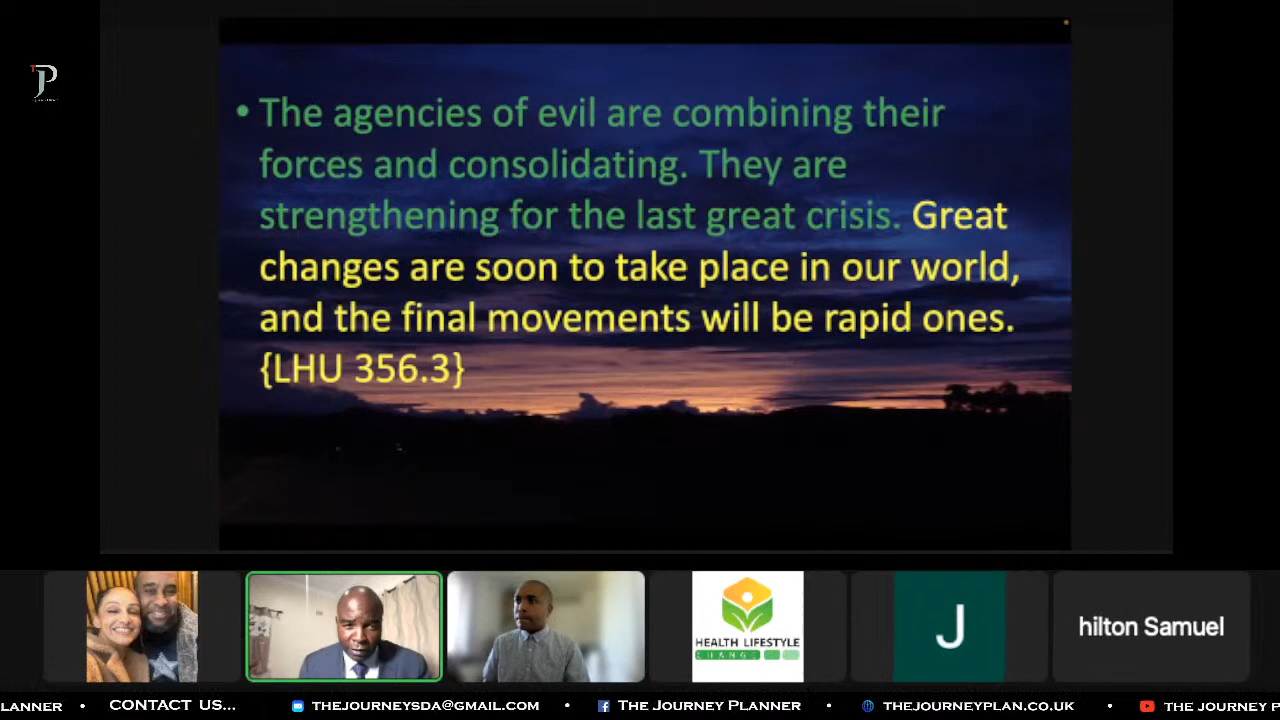 JP
• The agencies of evil are combining their
forces and consolidating. They are
strengthening for the last great crisis. Great
changes are soon to take place in our world,
and the final movements will be rapid ones.
{LHU 356.3}
HEALTH LIFESTYLE
CHANGE
J
hilton Samuel
LANNER • CONTACT US... THEJOURNEYSDA@GMAIL.COM • f THE JOURNEY PLANNER • THEJOURNEYPLAN.CO.UK • THE JOURNEY P